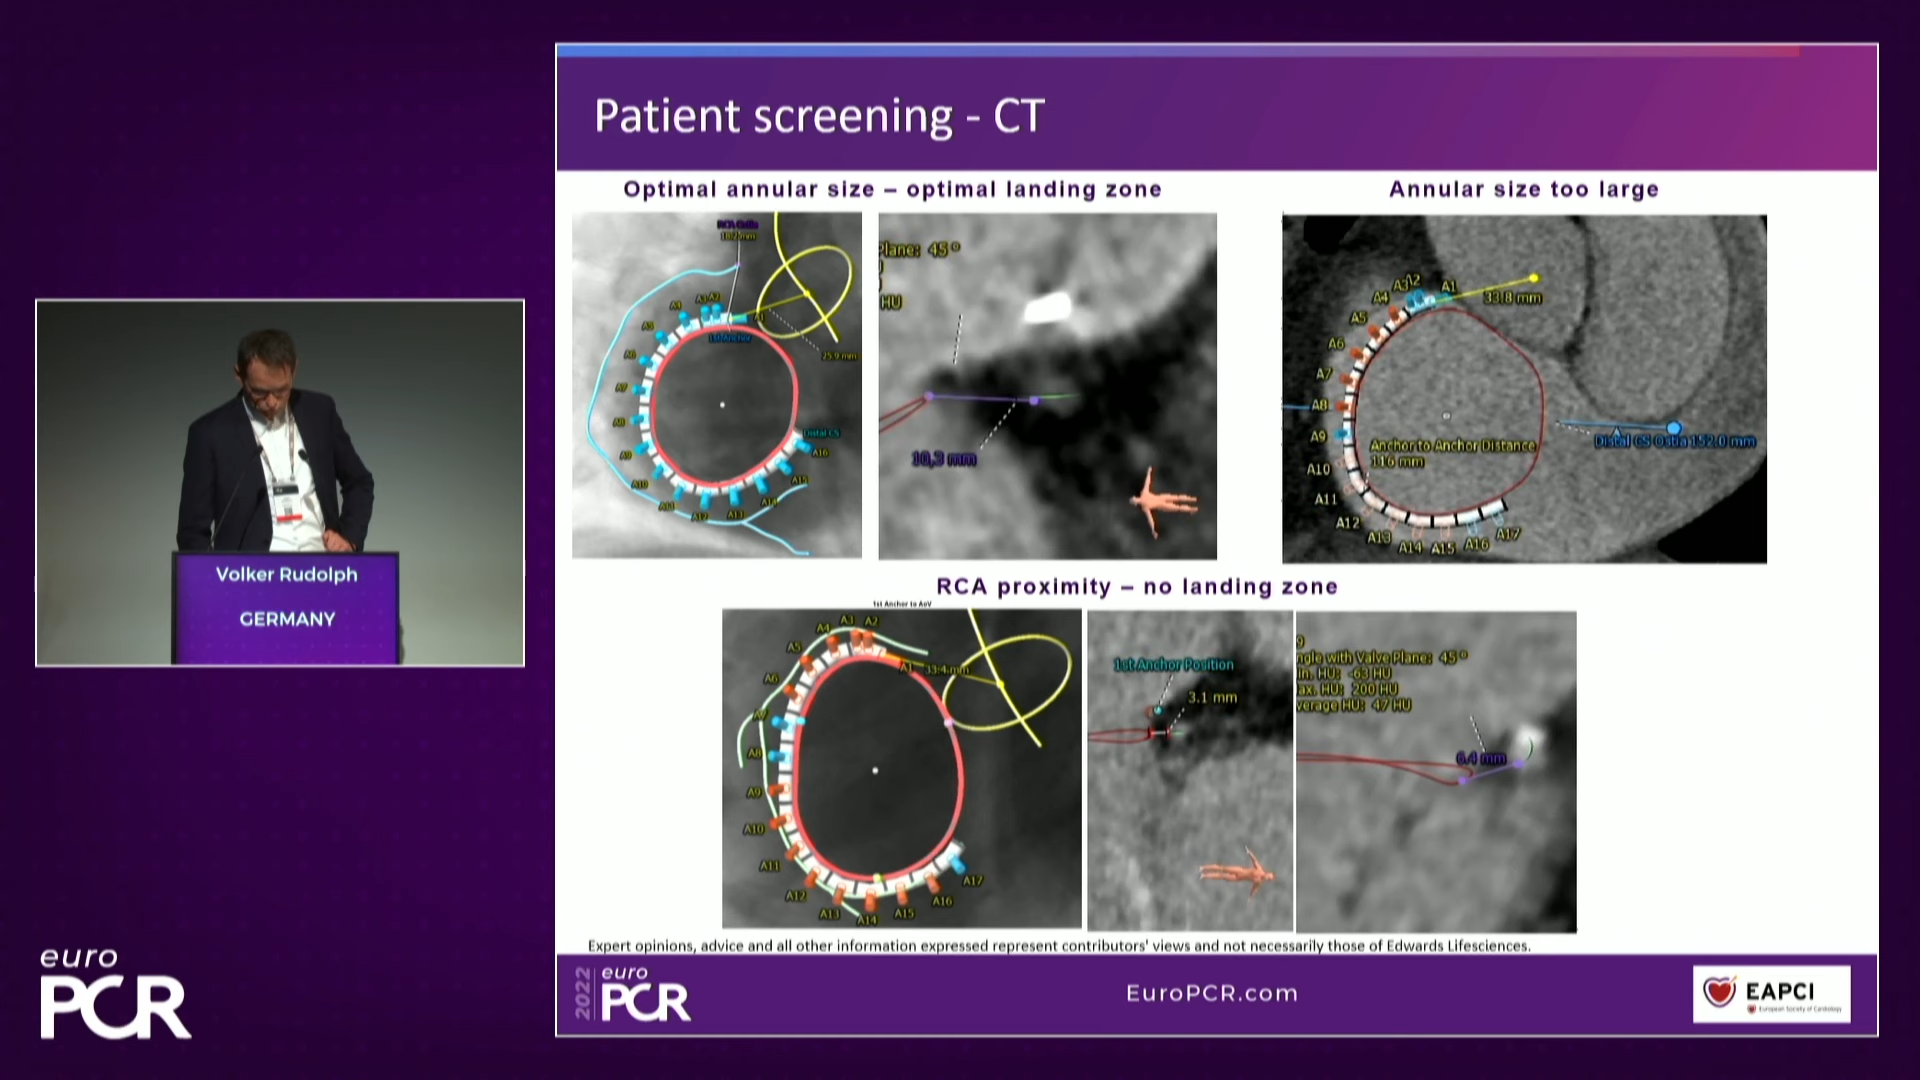 Patient screening - CT
Optimal annular size – optimal landing zone
Annular size too large
RCA Ostia
18.2 mm
A4
A3
A2
A1
A5
1st Anchor
A6
25.9 mm
A7
A8
Distal CS
A9
A16
A10
A15
A11
A14
A12
A13
Plane: 45 °
HU
10,3 mm
A2
A3
A1
A4
33.8 mm
A5
A6
A7
A8
A9
Distal CS Ostia 152.0 mm
Anchor to Anchor Distance
116 mm
A10
A11
A12
A13
A14
A15
A16
A17
RCA proximity – no landing zone
1st Anchor to AoV
A4
A3
A2
A5
A1
33.4 mm
A6
A7
A8
A9
A10
A11
A12
A13
A14
A15
A16
A17
1st Anchor Position
3.1 mm
9
ngle with Valve Plane: 45 °
in. HU: -63 HU
ax. HU: 200 HU
verage HU: 47 HU
6.4 mm
Expert opinions, advice and all other information expressed represent contributors' views and not necessarily those of Edwards Lifesciences.
Volker Rudolph
GERMANY
euro
PCR
2022
euro
PCR
EuroPCR.com
EAPCI
European Society of Cardiology